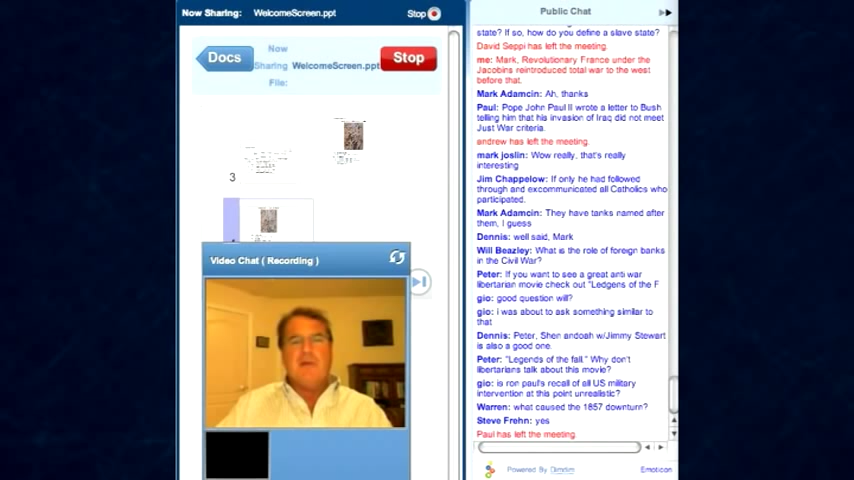 Now Sharing: WelcomeScreen.ppt Stop
Docs
Now
Sharing WelcomeScreen.ppt
File:
Stop
3
Video Chat ( Recording )
Public Chat
state? If so, how do you define a slave state?
David Seppi has left the meeting.
me: Mark, Revolutionary France under the
Jacobins reintroduced total war to the west
before that.
Mark Adamcin: Ah, thanks
Paul: Pope John Paul II wrote a letter to Bush
telling him that his invasion of Iraq did not meet
Just War criteria.
andrew has left the meeting.
mark joslin: Wow really, that's really
interesting
Jim Chappelow: If only he had followed
through and excommunicated all Catholics who
participated.
Mark Adamcin: They have tanks named after
them, I guess
Dennis: well said, Mark
Will Beazley: What is the role of foreign banks
in the Civil War?
Peter: If you want to see a great anti war
libertarian movie check out "Ledgens of the F
gio: good question will?
gio: i was about to ask something similar to
that
Dennis: Peter, Shen andoah w/Jimmy Stewart
is also a good one.
Peter: "Legends of the fall." Why don't
libertarians talk about this movie?
gio: is ron paul's recall of all US military
intervention at this point unrealistic?
Warren: what caused the 1857 downturn?
Steve Frehn: yes
Paul has left the meeting.
Powered By Dimdim Emoticon